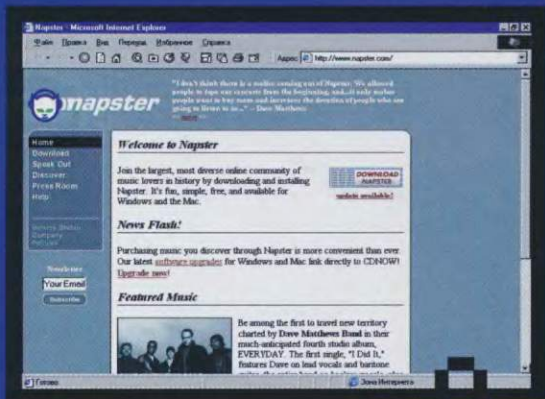 Napster - Microsoft Internet Explorer
Файл Правка Вид Переход Избранное Справка
Адрес http://www.napster.com/
napster
"I don't think there is a malice coming out of Napster. We allowed
people to tape our concerts from the beginning, and...it only makes
people want to buy more and increases the devotion of people who are
going to listen to us..." – Dave Matthews
Home
Download
Speak Out
Discover
Press Room
Help
Company
Newsletter
Your Email
Subscribe
Welcome to Napster
Join the largest, most diverse online community of
music lovers in history by downloading and installing
Napster. It's fun, simple, free, and available for
Windows and the Mac.
DOWNLOAD
NAPSTER
update available!
News Flash!
Purchasing music you discover through Napster is more convenient than ever.
Our latest software upgrades for Windows and Mac link directly to CDNOW!
Upgrade now!
Featured Music
Be among the first to travel new territory
charted by Dave Matthews Band in their
much-anticipated fourth studio album,
EVERYDAY. The first single, "I Did It,"
features Dave on lead vocals and baritone
Готово
Зона Интернета